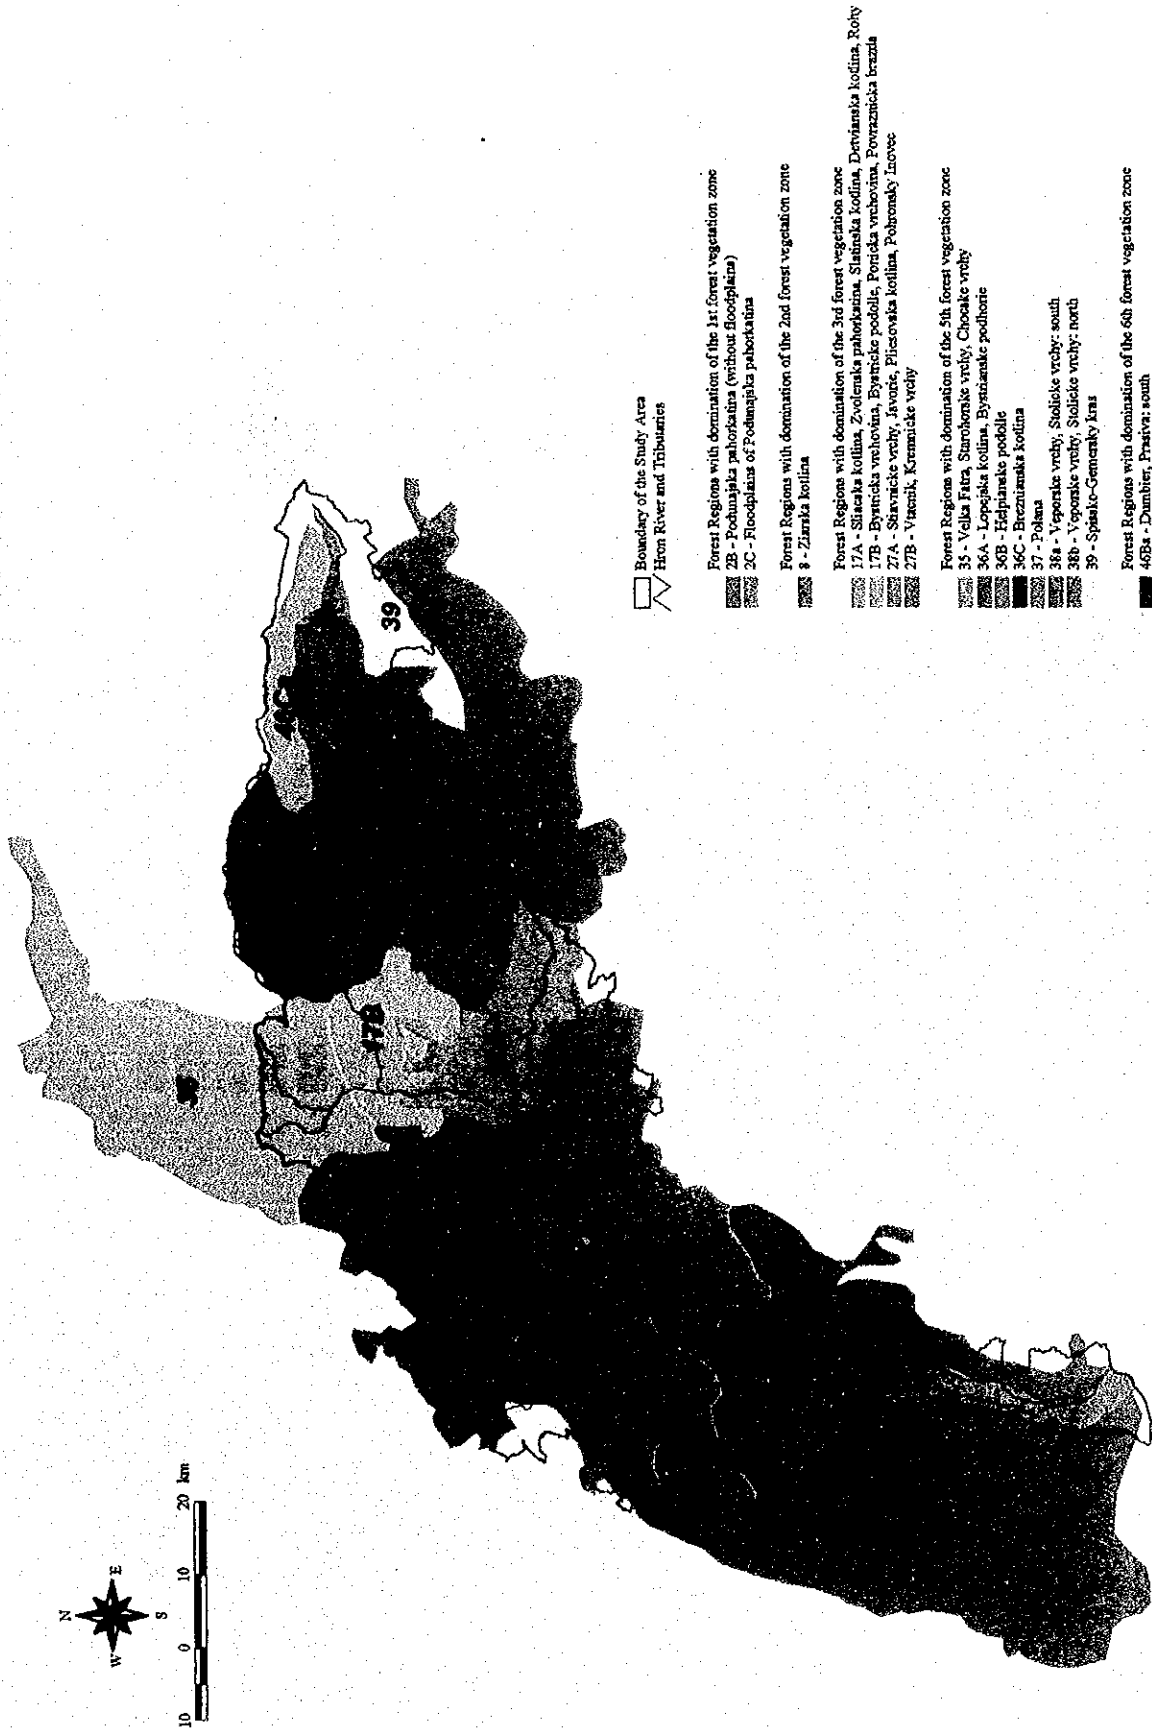 N
W E
S
10 0 10 20 km
35
17B
39
Boundary of the Study Area
Hron River and Tributaries
Forest Regions with domination of the 1st forest vegetation zone
2B - Podunajska pahorkatina (without floodplains)
2C - Floodplains of Podunajska pahorkatina
Forest Regions with domination of the 2nd forest vegetation zone
8 - Ziarska kotlina
Forest Regions with domination of the 3rd forest vegetation zone
17A - Sliacska kotlina, Zvolenska pahorkatina, Slatinska kotlina, Detvianska kotlina, Rohy
17B - Bystricka vrchovina, Bystricke podolie, Ponicka vrchovina, Povraznicka brazda
27A - Stiavnicke vrchy, Javorie, Pliesovska kotlina, Pohronsky Inovec
27B - Vtacnik, Kremnicke vrchy
Forest Regions with domination of the 5th forest vegetation zone
35 - Velka Fatra, Starohorske vrchy, Chocske vrchy
36A - Lopejska kotlina, Bystrianske podhorie
36B - Helpianske podolie
36C - Breznianska kotlina
37 - Polana
38a - Veporske vrchy, Stolicke vrchy: south
38b - Veporske vrchy, Stolicke vrchy: north
39 - Spissko-Gemersky kras
Forest Regions with domination of the 6th forest vegetation zone
46Ba - Dumbier, Prasiva: south